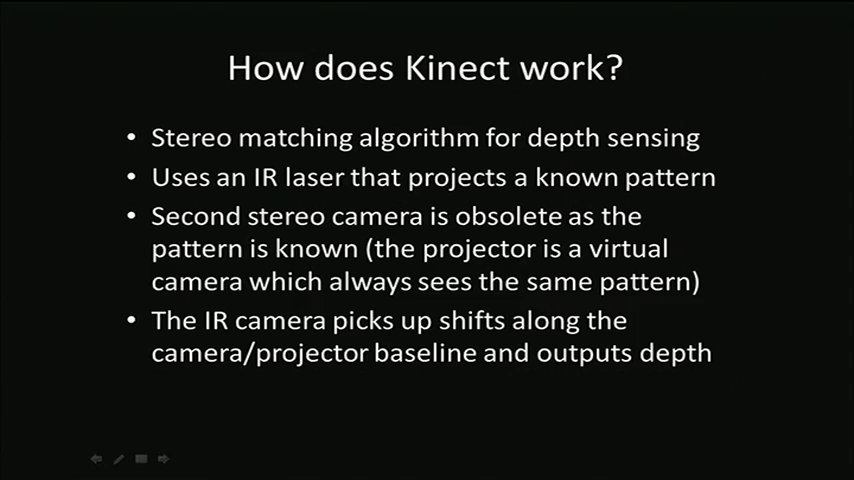 How does Kinect work?
• Stereo matching algorithm for depth sensing
• Uses an IR laser that projects a known pattern
• Second stereo camera is obsolete as the
pattern is known (the projector is a virtual
camera which always sees the same pattern)
• The IR camera picks up shifts along the
camera/projector baseline and outputs depth